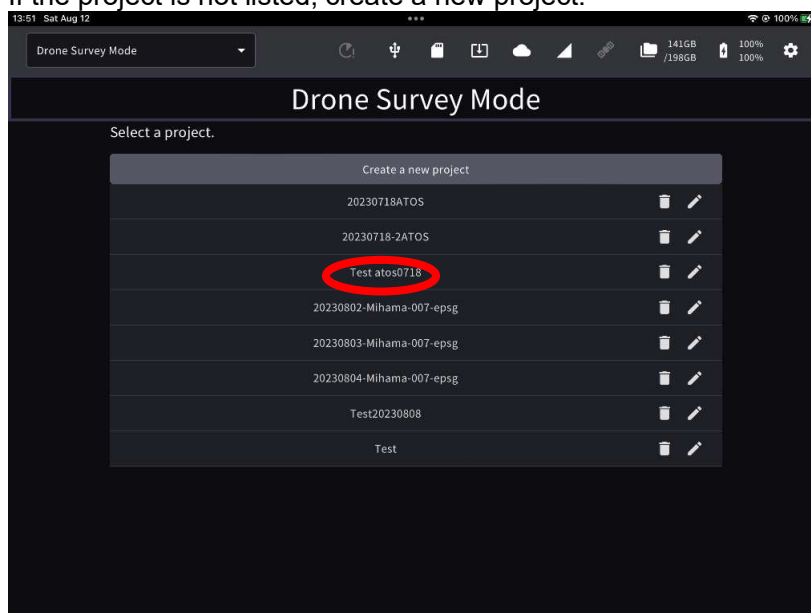 If the project is not listed, create a new project.
13:51 Sat Aug 12
100%
Drone Survey Mode
141GB
/198GB
100%
100%
Drone Survey Mode
Select a project.
Create a new project
20230718ATOS
20230718-2ATOS
Test atos0718
20230802-Mihama-007-epsg
20230803-Mihama-007-epsg
20230804-Mihama-007-epsg
Test20230808
Test